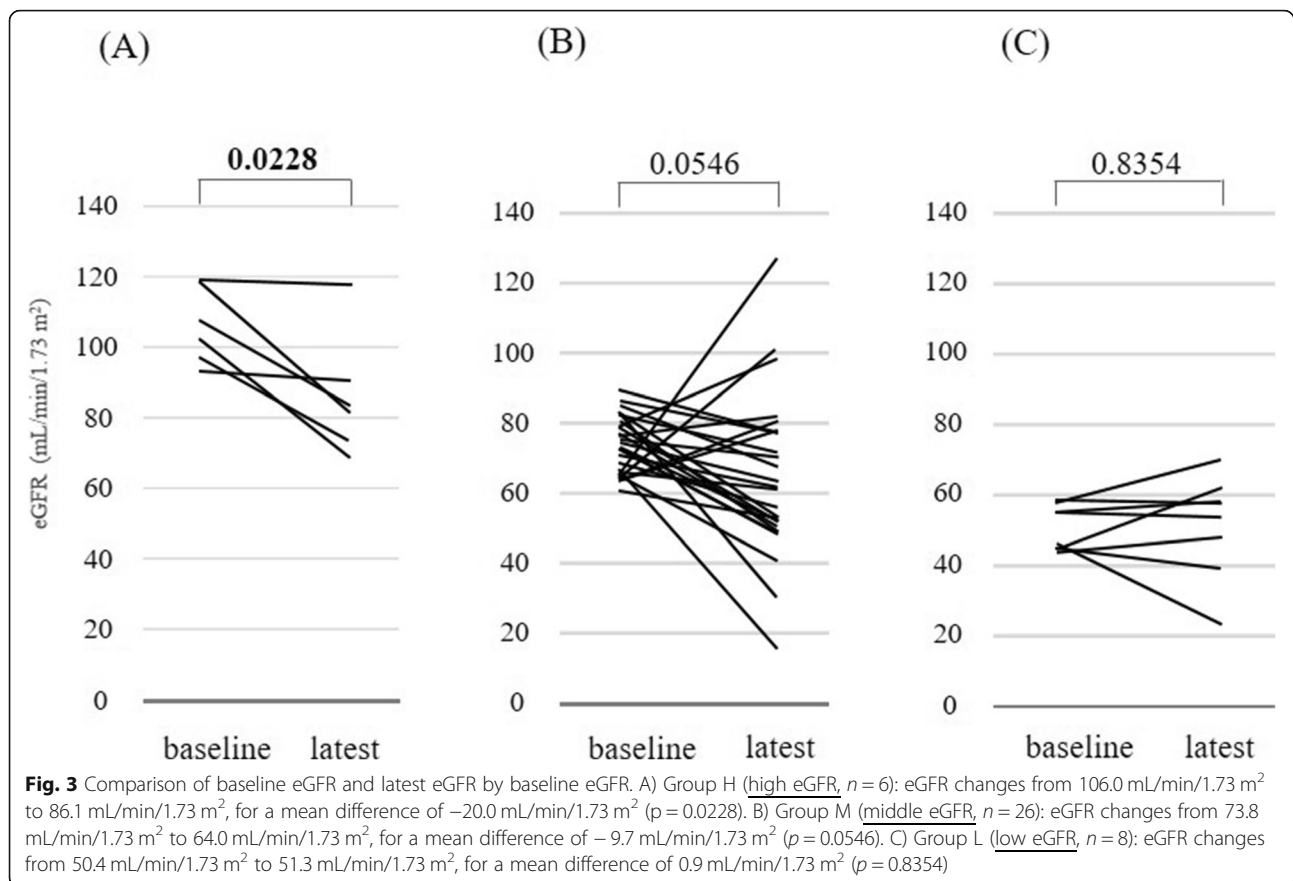 (A)
(B)
(C)
0.0228
0.0546
0.8354
eGFR (mL/min/1.73 m²)
140
120
100
80
60
40
20
0
140
120
100
80
60
40
20
0
140
120
100
80
60
40
20
0
baseline latest
baseline latest
baseline latest
Fig. 3 Comparison of baseline eGFR and latest eGFR by baseline eGFR. A) Group H (high eGFR, n = 6): eGFR changes from 106.0 mL/min/1.73 m²
to 86.1 mL/min/1.73 m², for a mean difference of −20.0 mL/min/1.73 m² (p = 0.0228). B) Group M (middle eGFR, n = 26): eGFR changes from 73.8
mL/min/1.73 m² to 64.0 mL/min/1.73 m², for a mean difference of − 9.7 mL/min/1.73 m² (p = 0.0546). C) Group L (low eGFR, n = 8): eGFR changes
from 50.4 mL/min/1.73 m² to 51.3 mL/min/1.73 m², for a mean difference of 0.9 mL/min/1.73 m² (p = 0.8354)